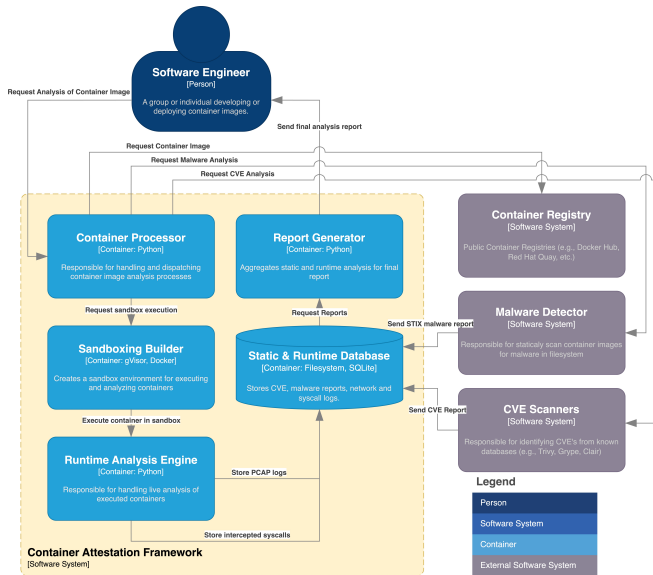 Software Engineer
[Person]
A group or individual developing or
deploying container images.
Request Analysis of Container Image
Send final analysis report
Request Container Image
Request Malware Analysis
Request CVE Analysis
Container Processor
[Container: Python]
Responsible for handling and dispatching
container image analysis processes
Report Generator
[Container: Python]
Aggregates static and runtime analysis for final
report
Container Registry
[Software System]
Public Container Registries (e.g., Docker Hub,
Red Hat Quay, etc.)
Request sandbox execution
Request Reports
Sandboxing Builder
[Container: gVisor, Docker]
Creates a sandbox environment for executing
and analyzing containers
Static & Runtime Database
[Container: Filesystem, SQLite]
Stores CVE, malware reports, network and
syscall logs.
Send STIX malware report
Malware Detector
[Software System]
Responsible for staticaly scan container images
for malware in filesystem
Send CVE Report
CVE Scanners
[Software System]
Responsible for identifying CVE's from known
databases (e.g., Trivy, Grype, Clair)
Execute container in sandbox
Runtime Analysis Engine
[Container: Python]
Responsible for handling live analysis of
executed containers
Store PCAP logs
Store intercepted syscalls
Container Attestation Framework
[Software System]
Legend
Person
Software System
Container
External Software System